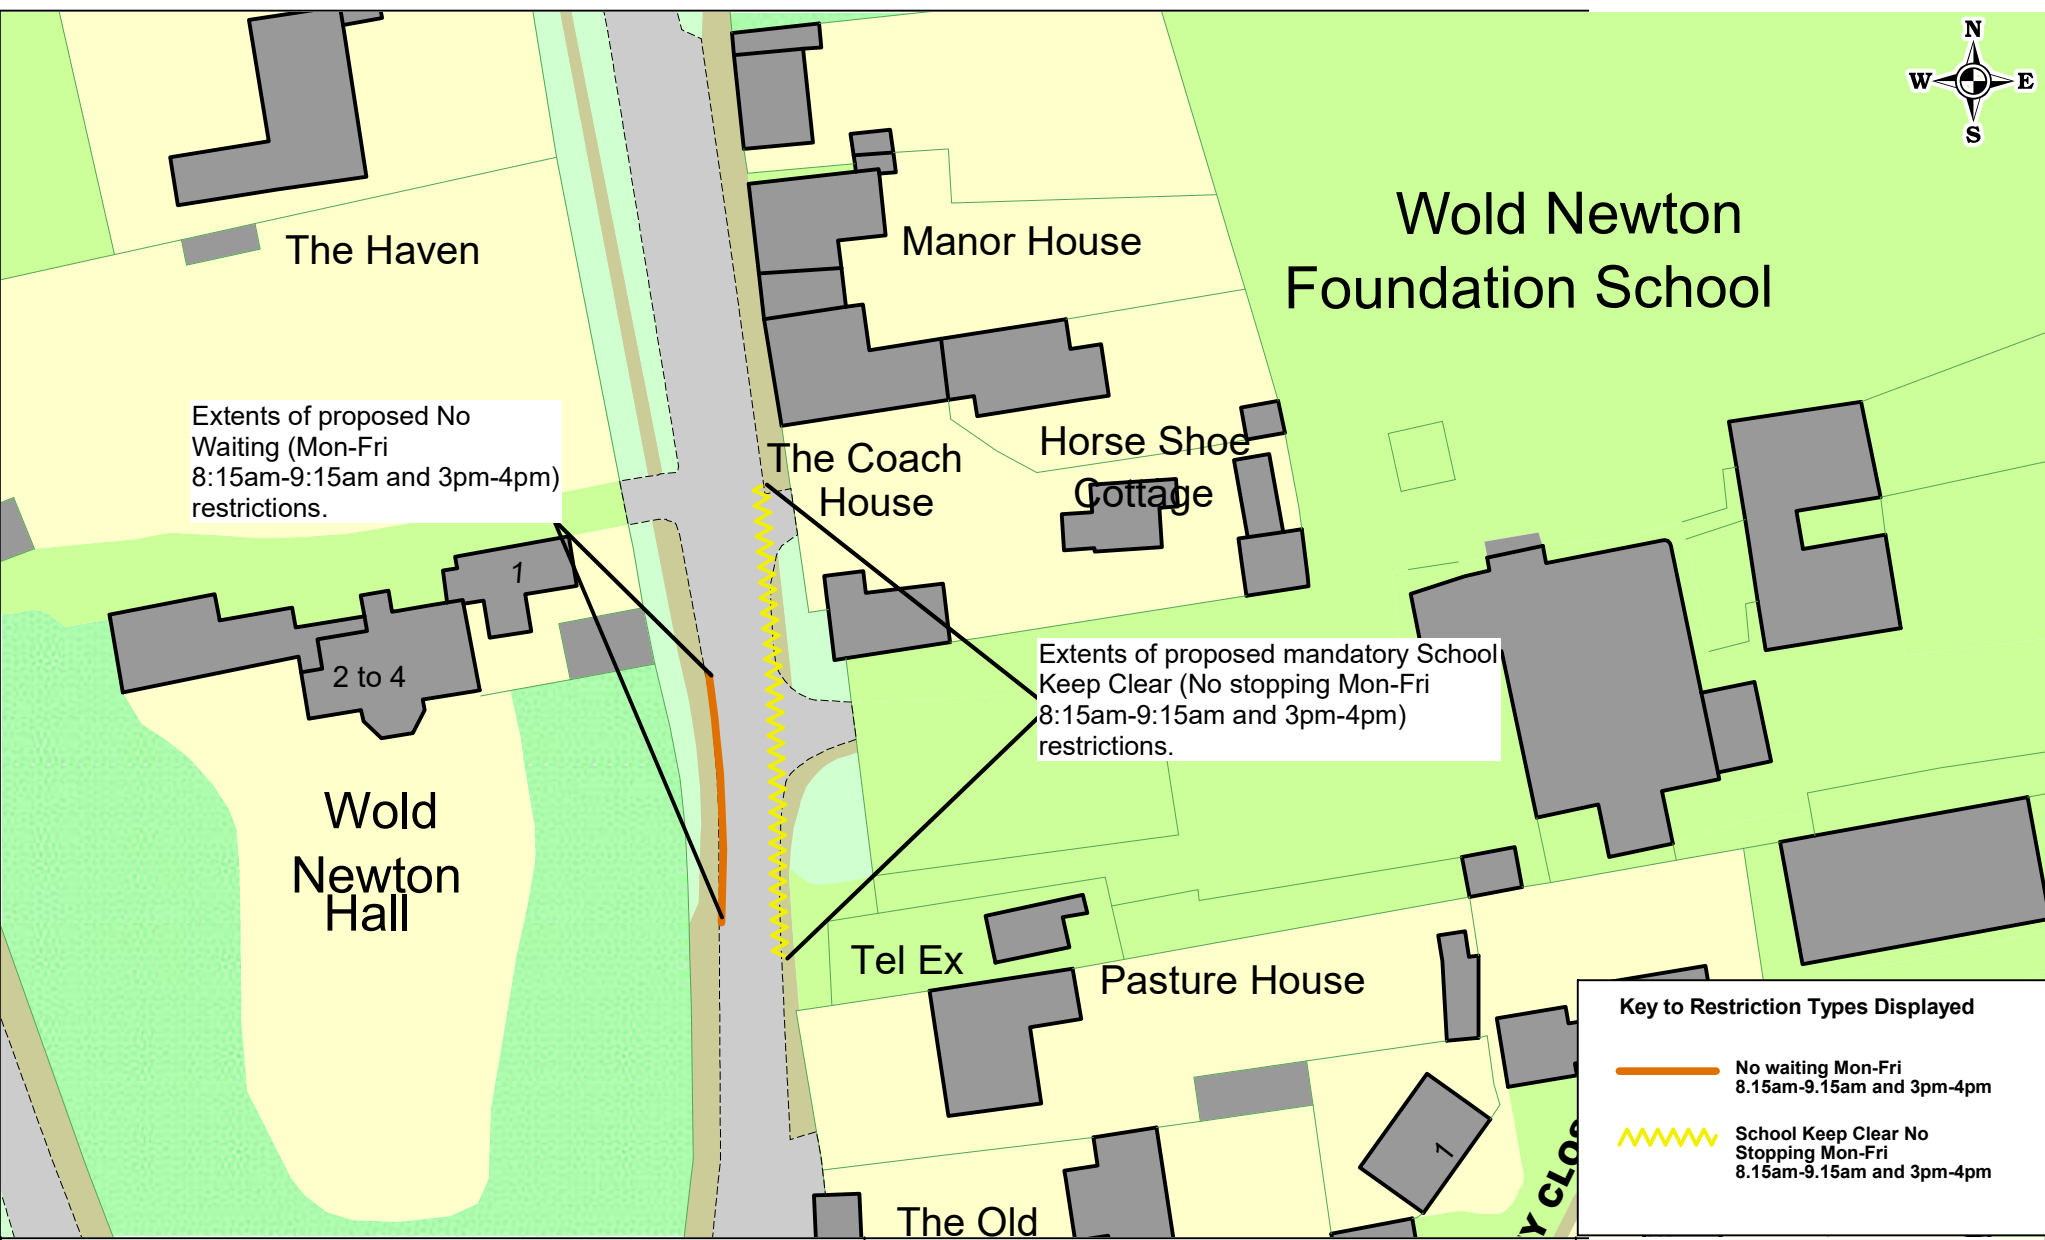 N
W E
S
Wold Newton
Foundation School
The Haven
Manor House
Extents of proposed No
Waiting (Mon-Fri
8:15am-9:15am and 3pm-4pm)
restrictions.
The Coach
House
Horse Shoe
Cottage
1
2 to 4
Extents of proposed mandatory School
Keep Clear (No stopping Mon-Fri
8:15am-9:15am and 3pm-4pm)
restrictions.
Wold
Newton
Hall
Tel Ex
Pasture House
1
The Old
Y CLOS
Key to Restriction Types Displayed
No waiting Mon-Fri
8.15am-9.15am and 3pm-4pm
School Keep Clear No
Stopping Mon-Fri
8.15am-9.15am and 3pm-4pm